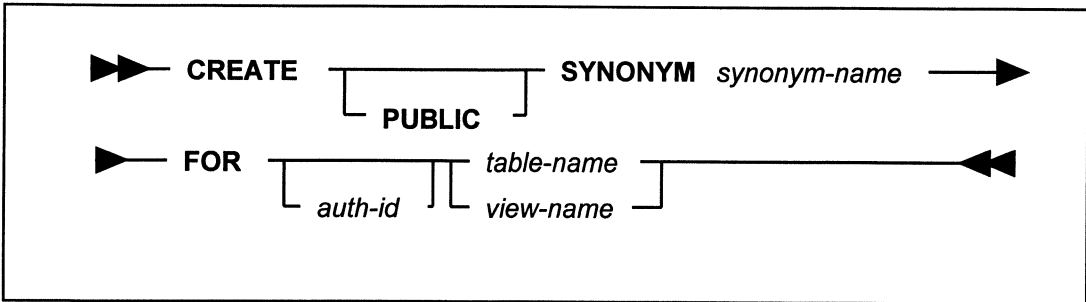 CREATE SYNONYM synonym-name
PUBLIC
FOR table-name
auth-id view-name